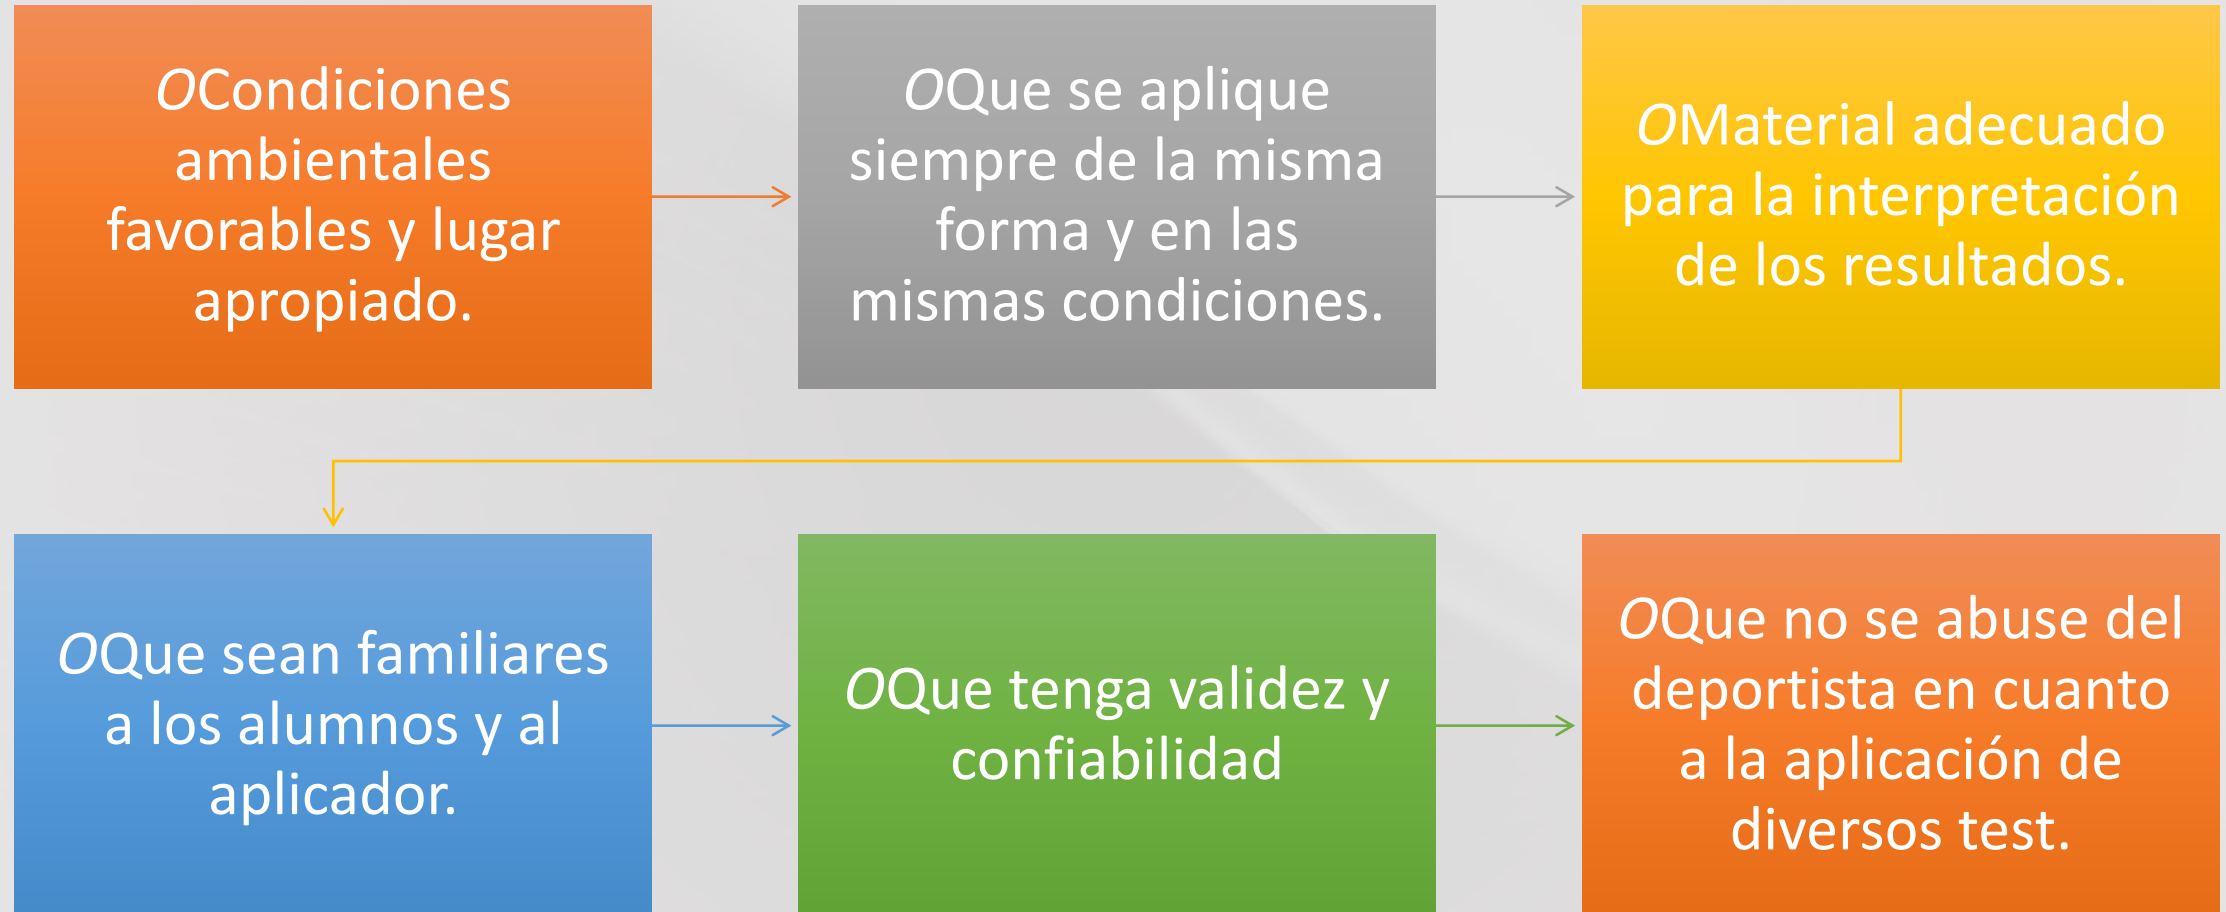 OCondiciones
ambientales
favorables y lugar
apropiado.
OQue se aplique
siempre de la misma
forma y en las
mismas condiciones.
OMaterial adecuado
para la interpretación
de los resultados.
OQue sean familiares
a los alumnos y al
aplicador.
OQue tenga validez y
confiabilidad
OQue no se abuse del
deportista en cuanto
a la aplicación de
diversos test.